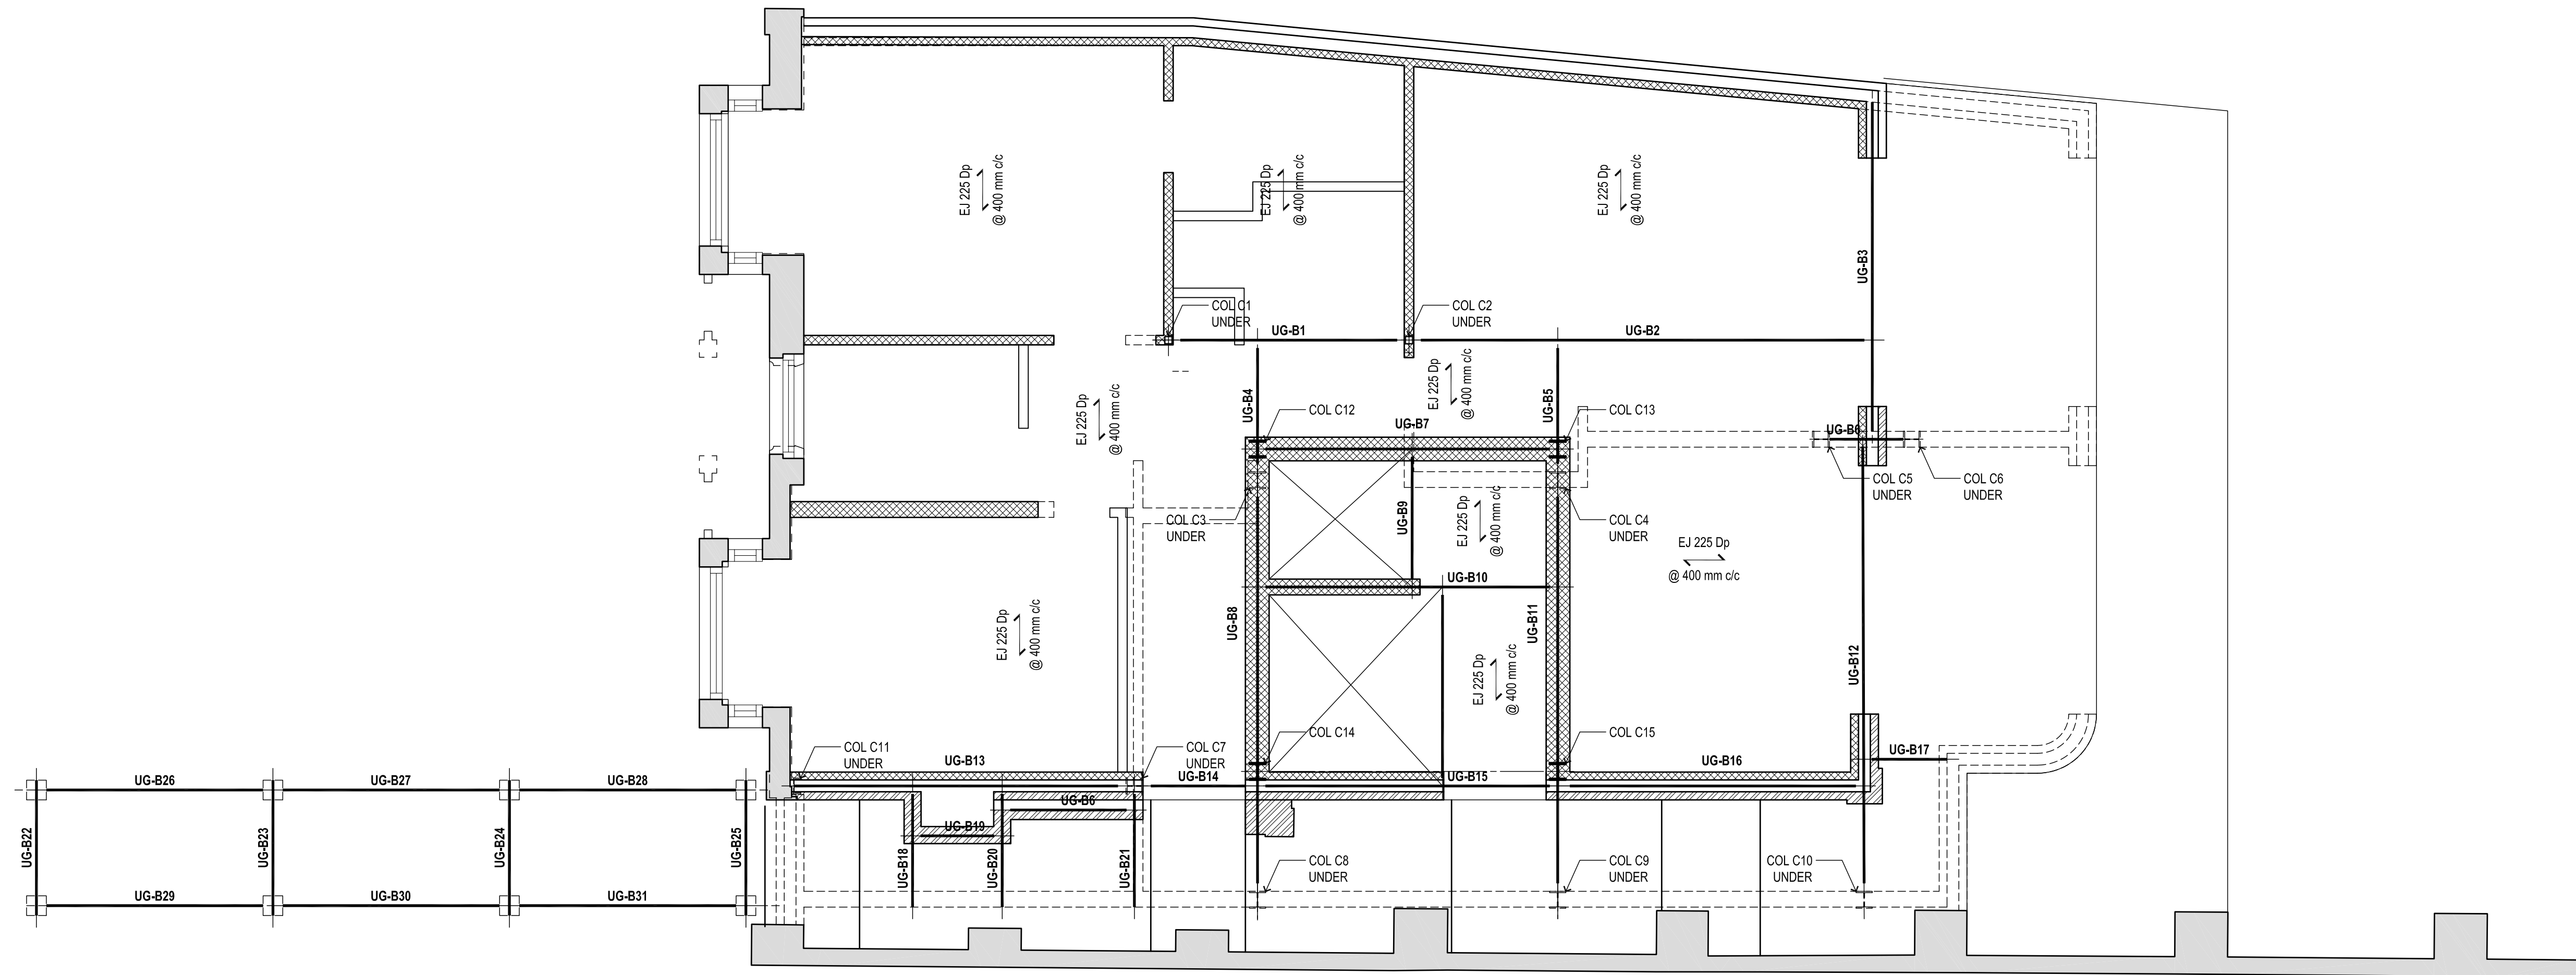 EJ 225 Dp
@ 400 mm c/c
EJ 225 Dp
@ 400 mm c/c
EJ 225 Dp
@ 400 mm c/c
UG-B3
COL C1
UNDER
UG-B1
COL C2
UNDER
UG-B2
EJ 225 Dp
@ 400 mm c/c
UG-B4
COL C12
EJ 225 Dp
@ 400 mm c/c
UG-B7
UG-B5
COL C13
UG-B6
COL C5
UNDER
COL C6
UNDER
COL C3
UNDER
UG-B9
EJ 225 Dp
@ 400 mm c/c
COL C4
UNDER
EJ 225 Dp
@ 400 mm c/c
UG-B10
EJ 225 Dp
@ 400 mm c/c
UG-B8
UG-B11
EJ 225 Dp
@ 400 mm c/c
UG-B12
COL C11
UNDER
UG-B13
COL C7
UNDER
UG-B14
COL C14
UG-B15
COL C15
UG-B16
UG-B17
UG-B26
UG-B27
UG-B28
UG-B6
UG-B19
UG-B22
UG-B23
UG-B24
UG-B25
UG-B18
UG-B20
UG-B21
COL C8
UNDER
COL C9
UNDER
COL C10
UNDER
UG-B29
UG-B30
UG-B31